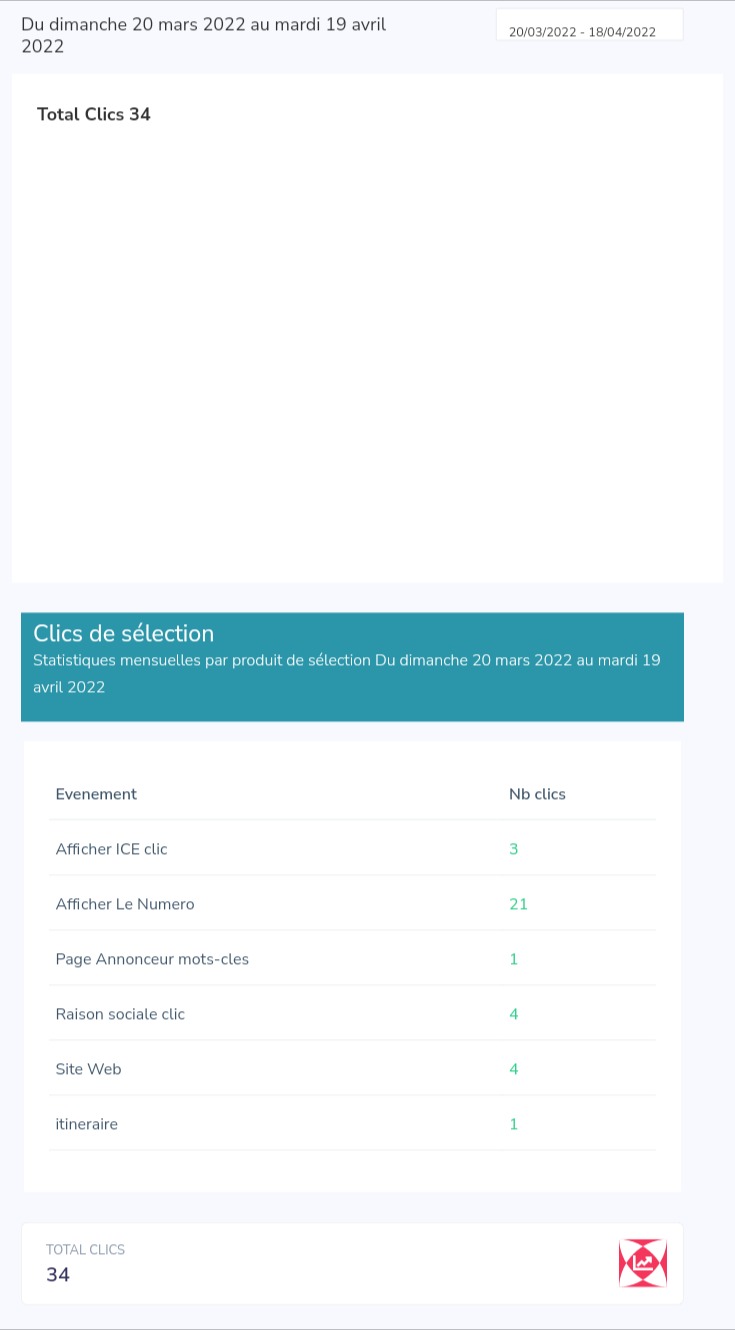 Du dimanche 20 mars 2022 au mardi 19 avril
2022
20/03/2022 - 18/04/2022
Total Clics 34
Clics de sélection
Statistiques mensuelles par produit de sélection Du dimanche 20 mars 2022 au mardi 19
avril 2022
Evenement Nb clics
Afficher ICE clic 3
Afficher Le Numero 21
Page Annonceur mots-cles 1
Raison sociale clic 4
Site Web 4
itineraire 1
TOTAL CLICS
34